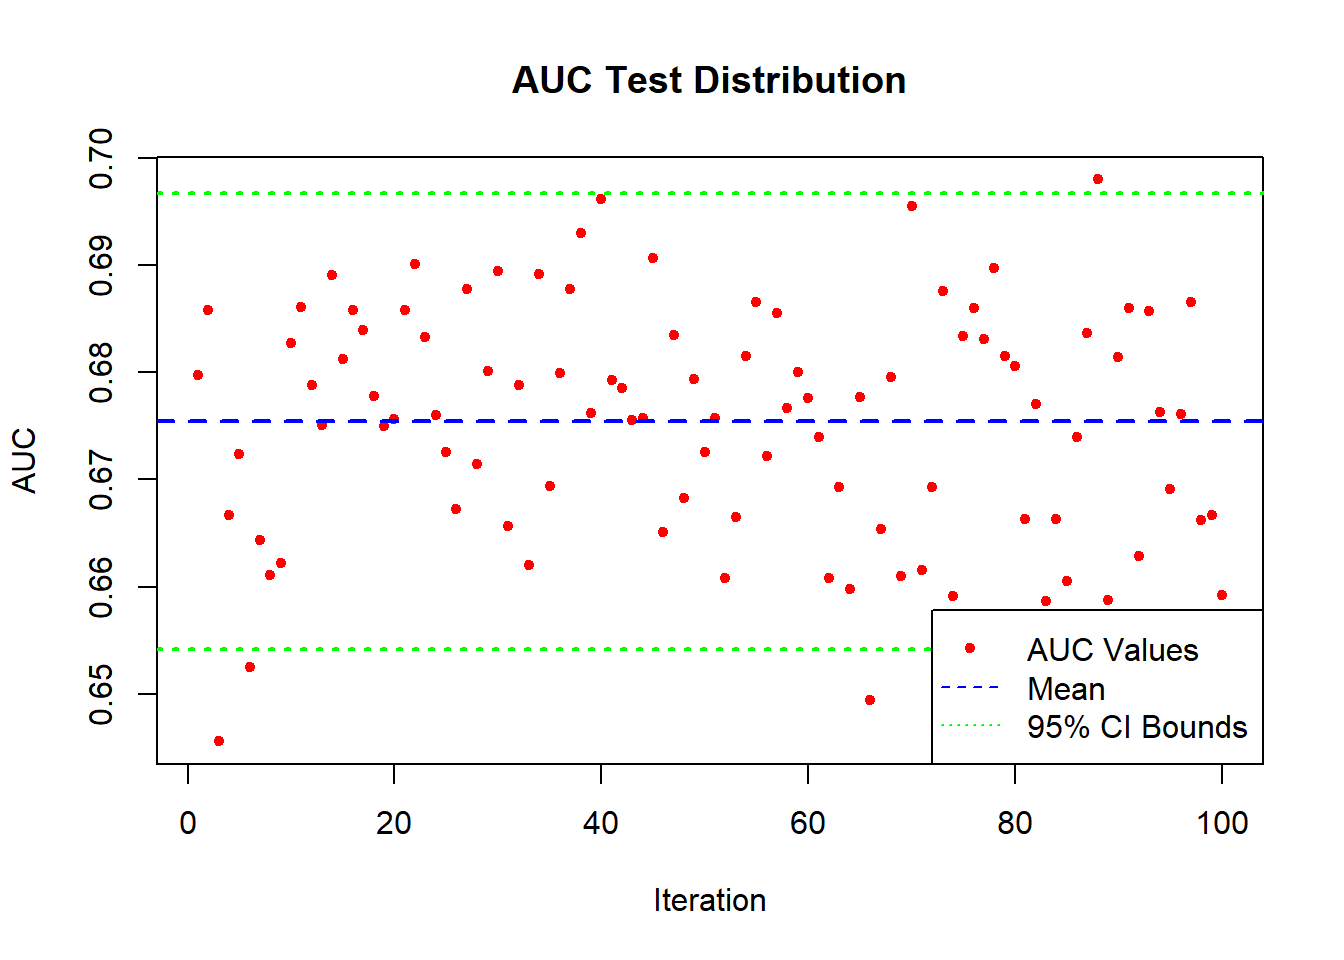 AUC Test Distribution
AUC
0.70
0.69
0.68
0.67
0.66
0.65
AUC Values
Mean
95% CI Bounds
0 20 40 60 80 100
Iteration